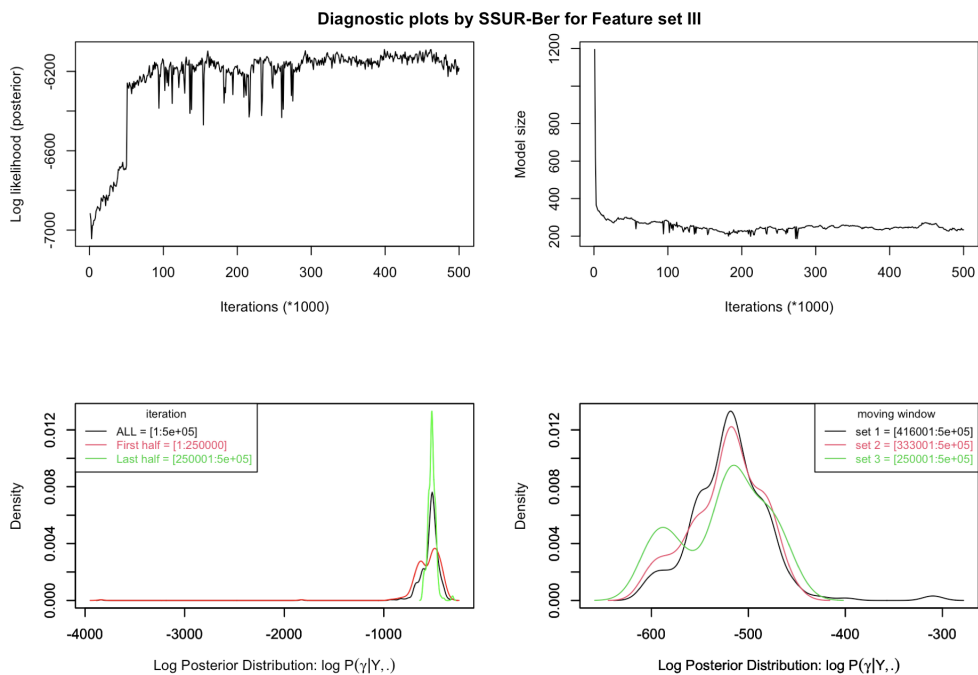 Diagnostic plots by SSUR-Ber for Feature set III
Log likelihood (posterior)
-6200
-6600
-7000
0 100 200 300 400 500
Iterations (*1000)
Model size
1200
1000
800
600
400
200
0 100 200 300 400 500
Iterations (*1000)
Density
0.012
0.008
0.004
0.000
iteration
ALL = [1:5e+05]
First half = [1:250000]
Last half = [250001:5e+05]
-4000 -3000 -2000 -1000
Log Posterior Distribution: log P(γ|Y,.)
Density
0.012
0.008
0.004
0.000
moving window
set 1 = [416001:5e+05]
set 2 = [333001:5e+05]
set 3 = [250001:5e+05]
-600 -500 -400 -300
Log Posterior Distribution: log P(γ|Y,.)